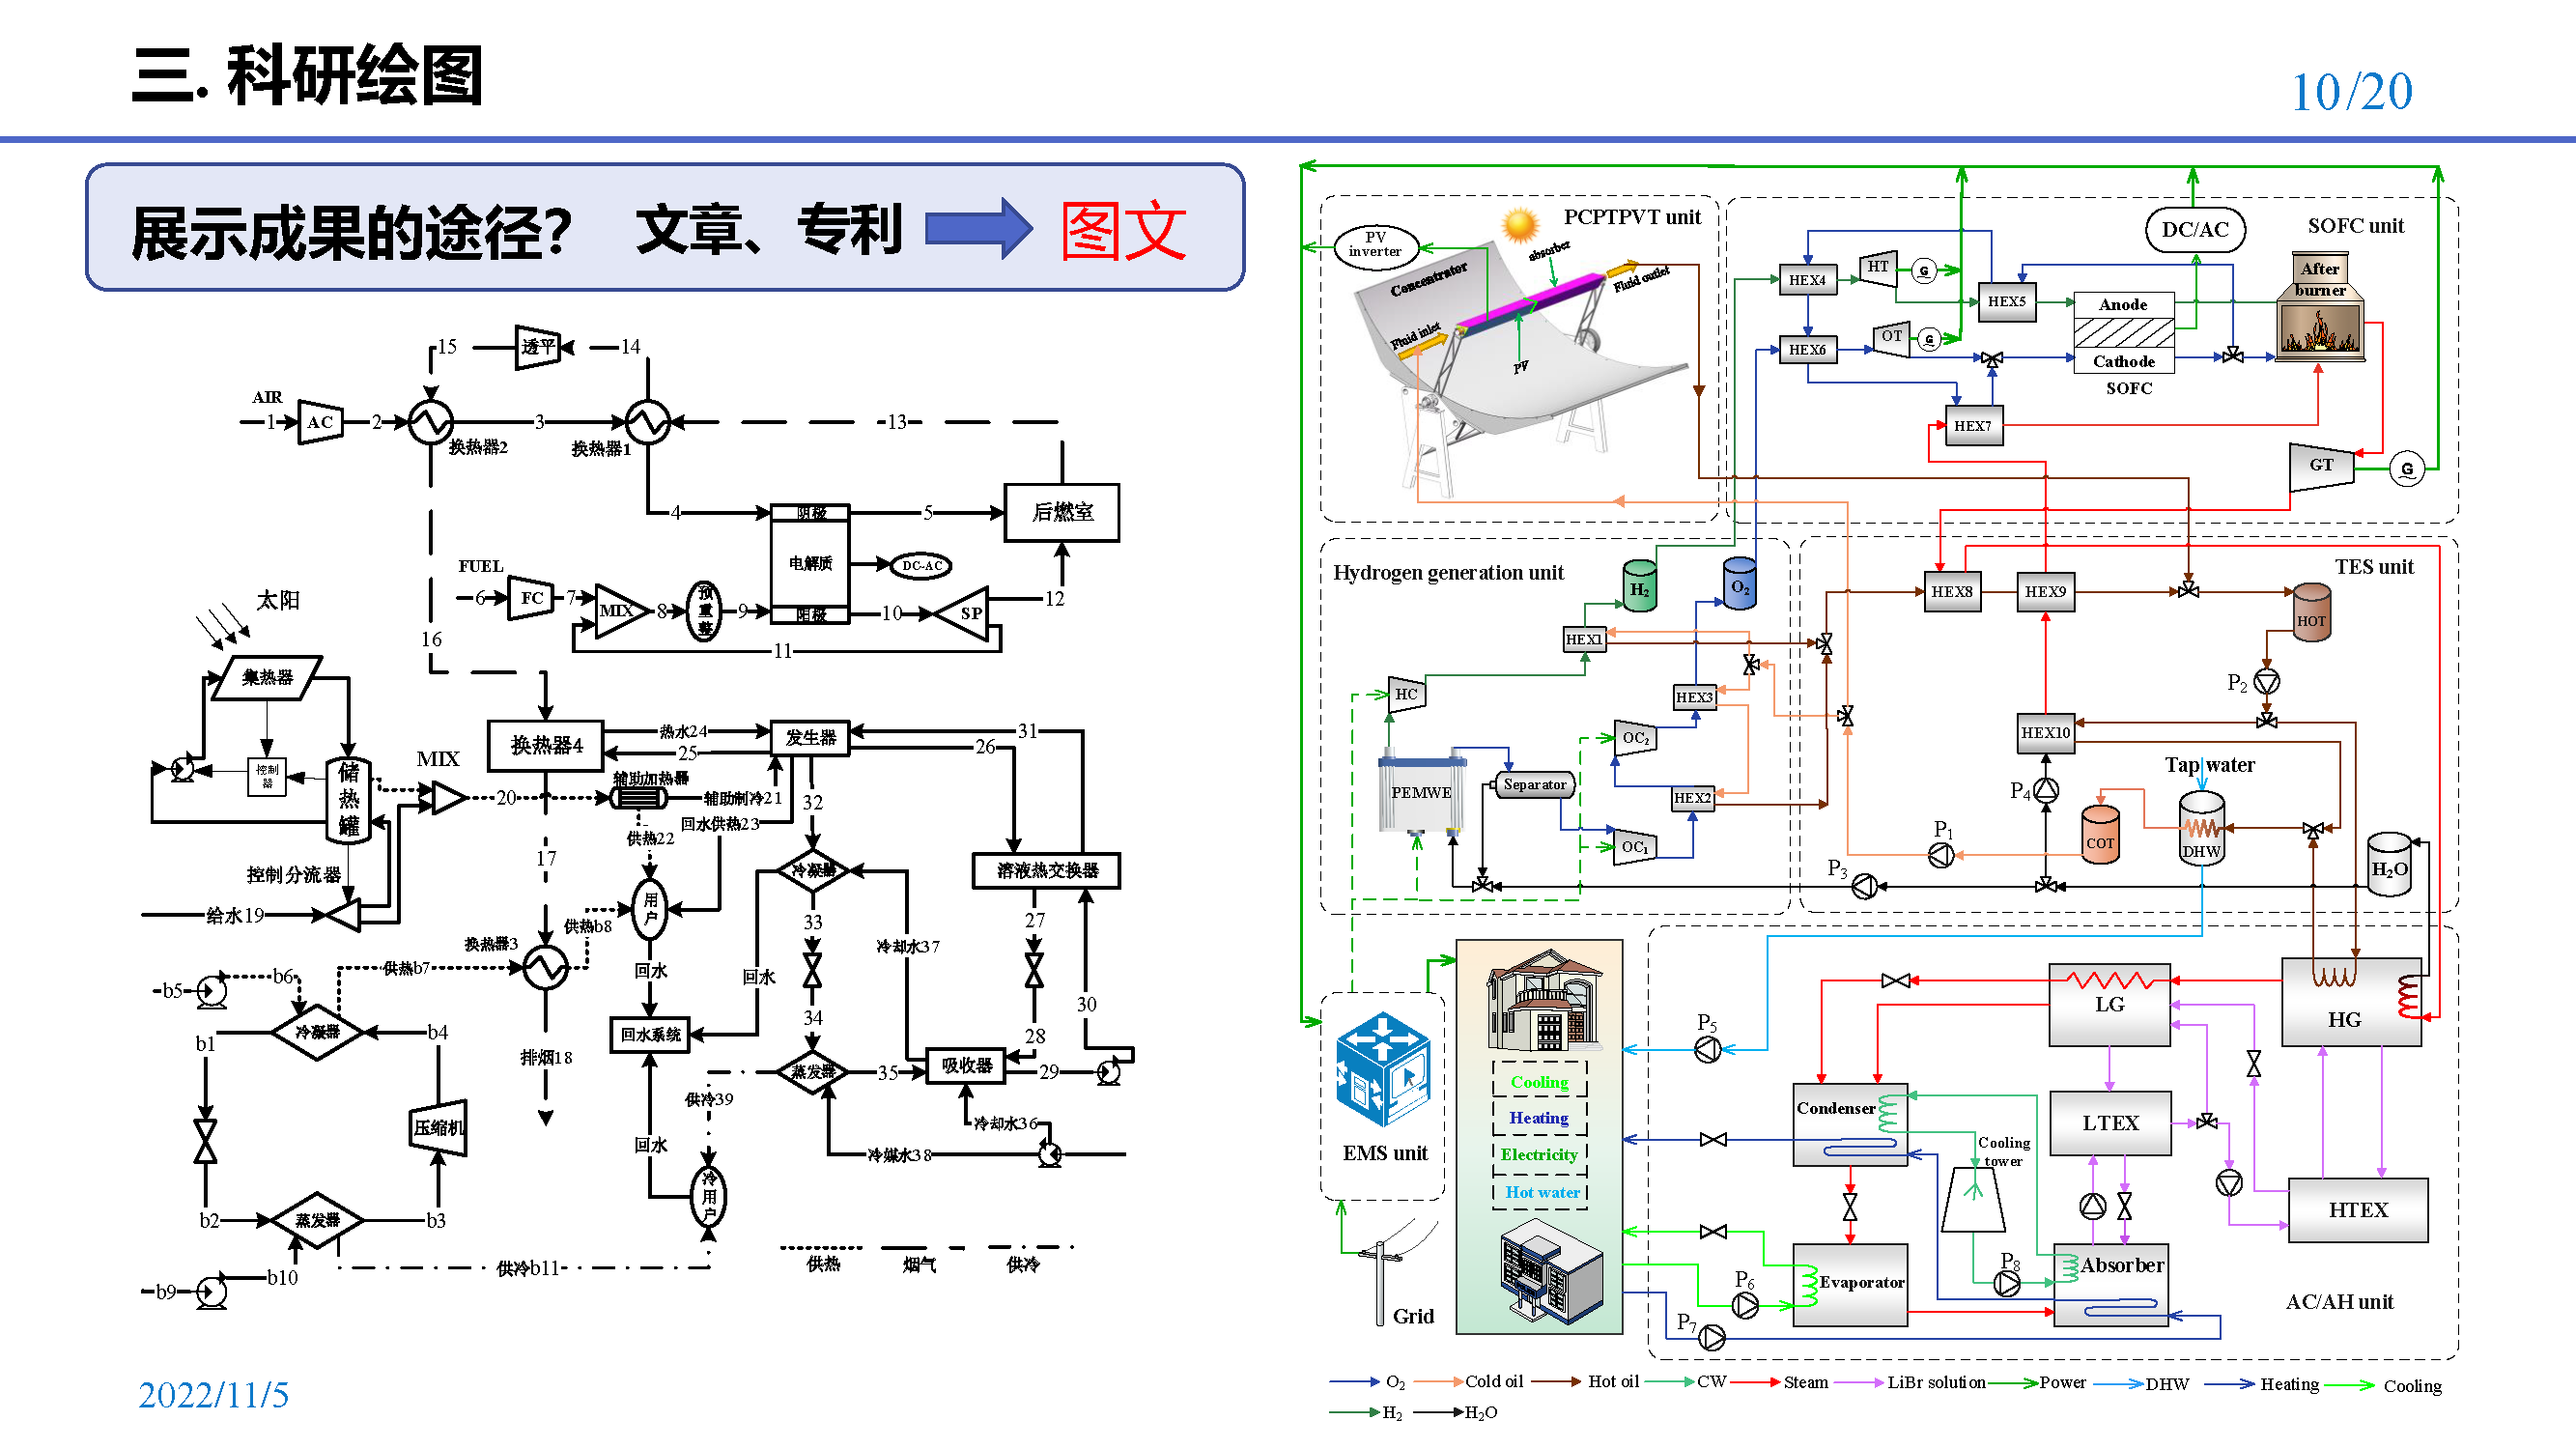 三. 科研绘图
10/20
展示成果的途径？ 文章、专利 图文
15
透平
14
AIR
1
AC
2
3
13
换热器2
换热器1
4
阴极
5
后燃室
电解质
DC-AC
FUEL
6
FC
7
MIX
8
预重整
9
阳极
10
SP
12
11
太阳
16
集热器
控制器
储热罐
MIX
20
换热器4
热水24
25
发生器
31
26
辅助加热器
辅助制冷21
32
回水供热23
供热22
17
控制分流器
给水19
冷凝器
溶液热交换器
用户
供热b8
33
27
换热器3
冷却水37
供热b7
b6
b5
回水
回水
30
34
28
冷凝器
b4
b1
回水系统
排烟18
蒸发器
35
吸收器
29
供冷39
冷却水36
压缩机
回水
冷媒水38
冷用户
b2
蒸发器
b3
供冷b11
b10
b9
供热
烟气
供冷
2022/11/5
PCPTPVT unit
PV inverter
Concentrator
absorber
Fluid outlet
Fluid inlet
PV
SOFC unit
DC/AC
HEX4
HT
G
HEX5
Anode
After burner
HEX6
OT
G
Cathode
SOFC
HEX7
GT
G
Hydrogen generation unit
H₂
O₂
HEX1
HC
HEX3
OC₂
PEMWE
Separator
HEX2
OC₁
TES unit
HEX8
HEX9
HOT
P₂
HEX10
Tap water
P₄
COT
DHW
P₁
P₃
H₂O
EMS unit
Grid
Cooling
Heating
Electricity
Hot water
P₅
LG
HG
Condenser
Cooling tower
LTEX
HTEX
P₈
Absorber
P₆
Evaporator
P₇
AC/AH unit
O₂
Cold oil
Hot oil
CW
Steam
LiBr solution
Power
DHW
Heating
Cooling
H₂
H₂O